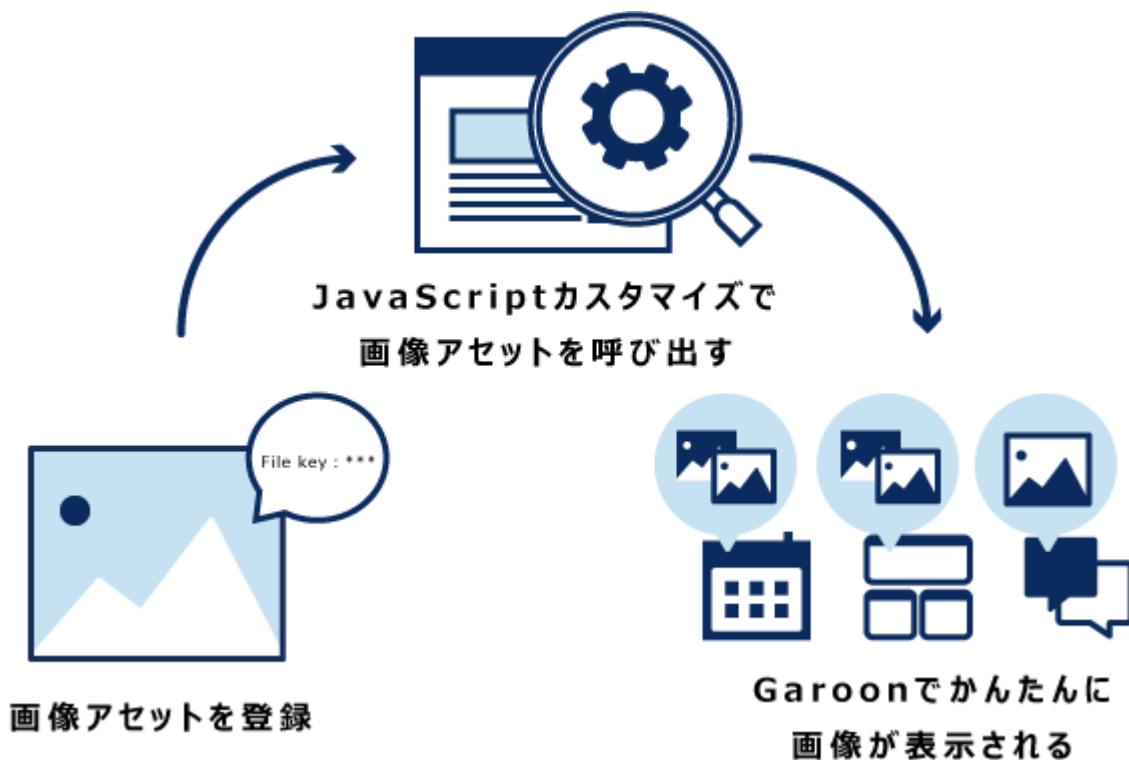 JavaScriptカスタマイズで
画像アセットを呼び出す
File key : ***
画像アセットを登録
Garoonでかんたんに
画像が表示される